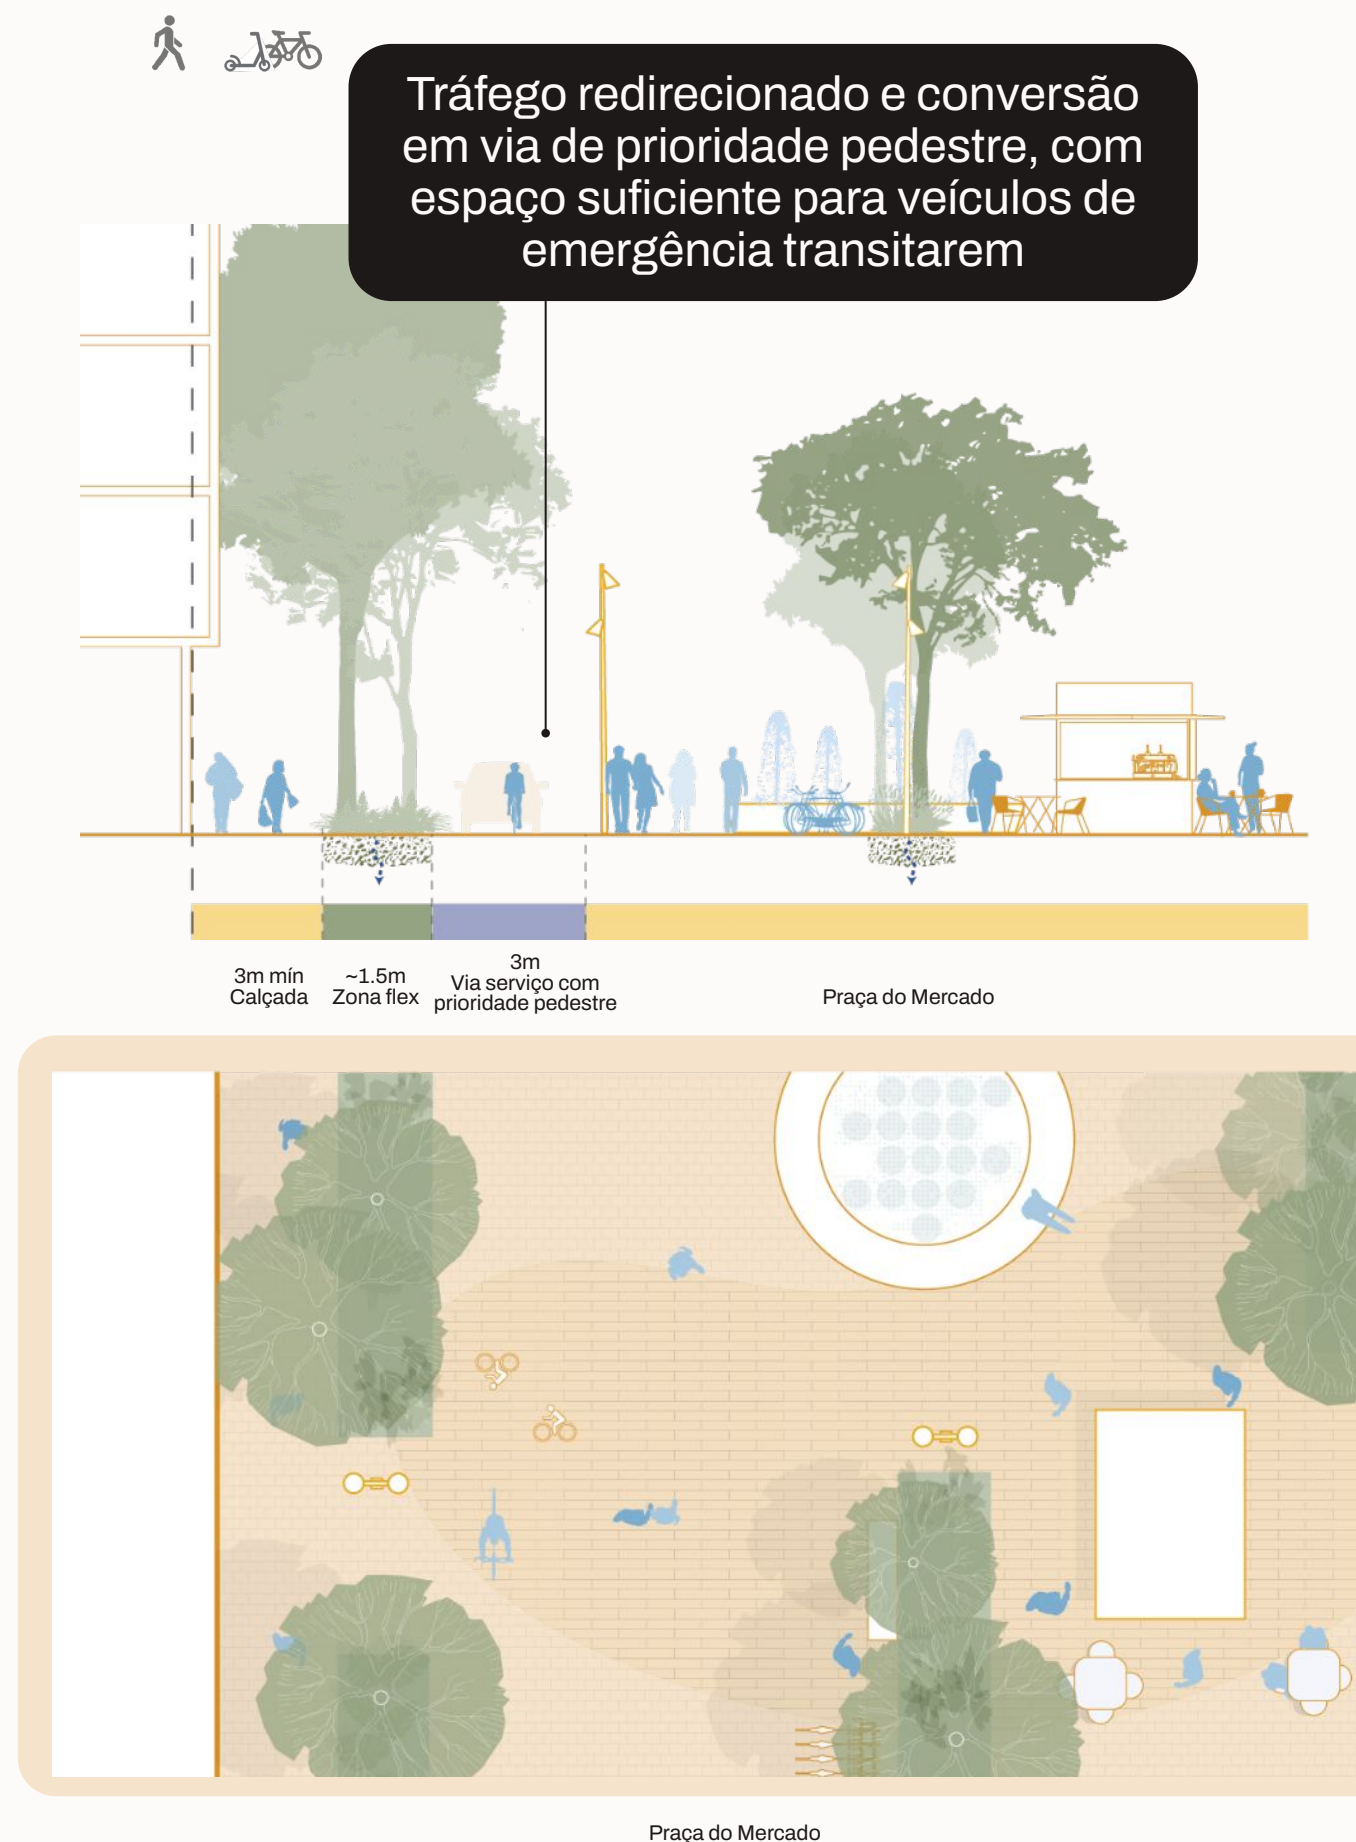 Tráfego redirecionado e conversão
em via de prioridade pedestre, com
espaço suficiente para veículos de
emergência transitarem
3m mín
Calçada
~1.5m
Zona flex
3m
Via serviço com
prioridade pedestre
Praça do Mercado
Praça do Mercado